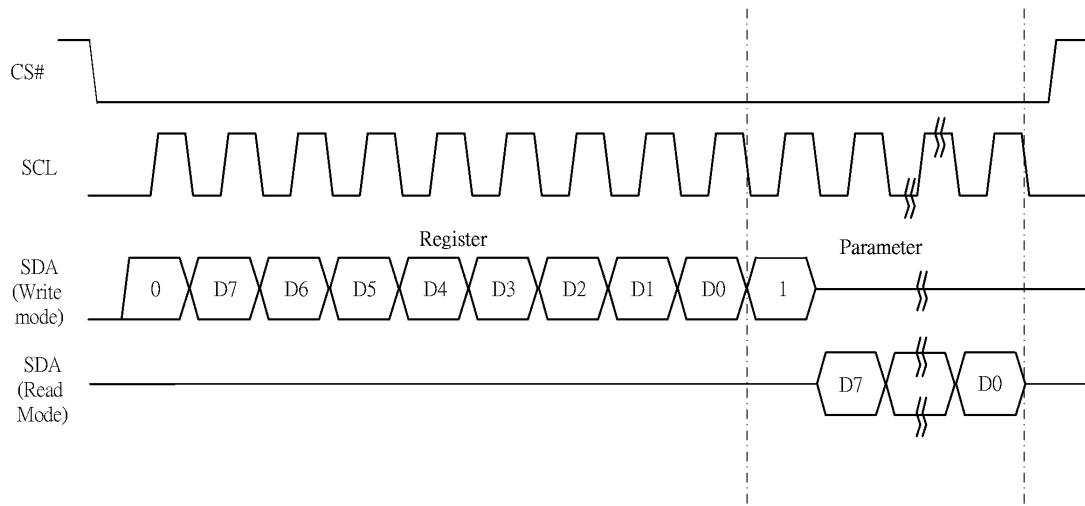 CS#
SCL
Register
Parameter
SDA
(Write
mode)
0 D7 D6 D5 D4 D3 D2 D1 D0 1
SDA
(Read
Mode)
D7 D0